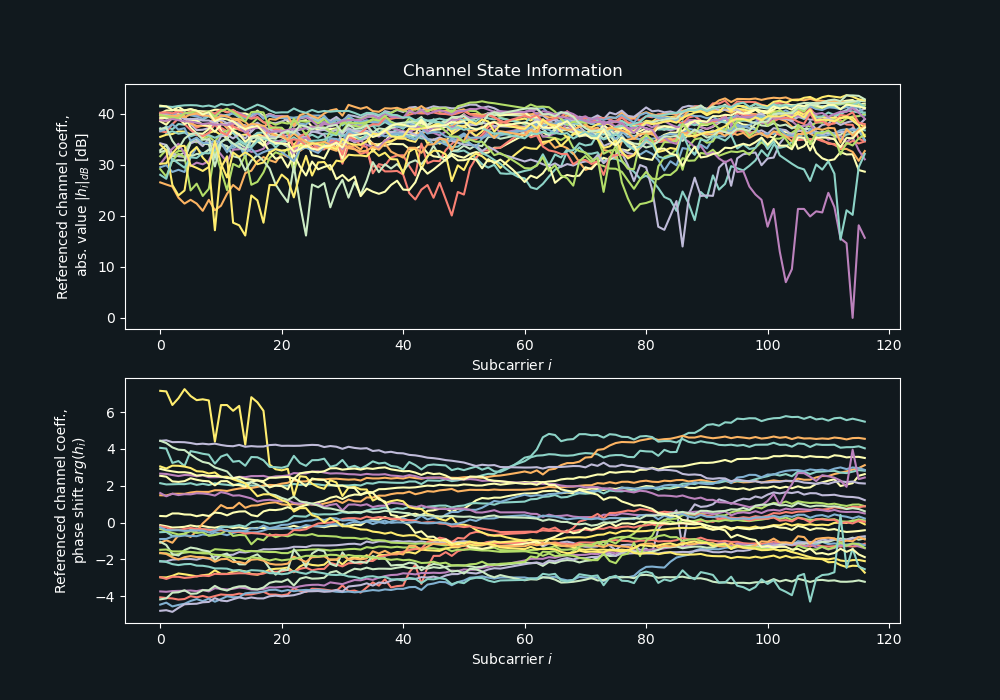 Channel State Information
Referenced channel coeff.,
abs. value |h_i|_dB [dB]
40
30
20
10
0
0 20 40 60 80 100 120
Subcarrier i
Referenced channel coeff.,
phase shift arg(h_i)
6
4
2
0
−2
−4
0 20 40 60 80 100 120
Subcarrier i